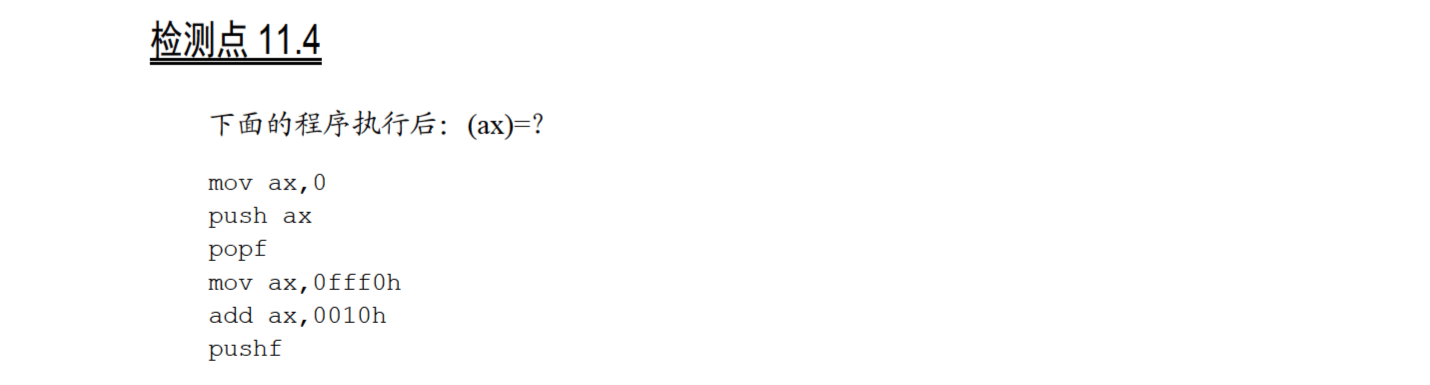 检测点 11.4
下面的程序执行后：(ax)=?
mov ax,0
push ax
popf
mov ax,0fff0h
add ax,0010h
pushf